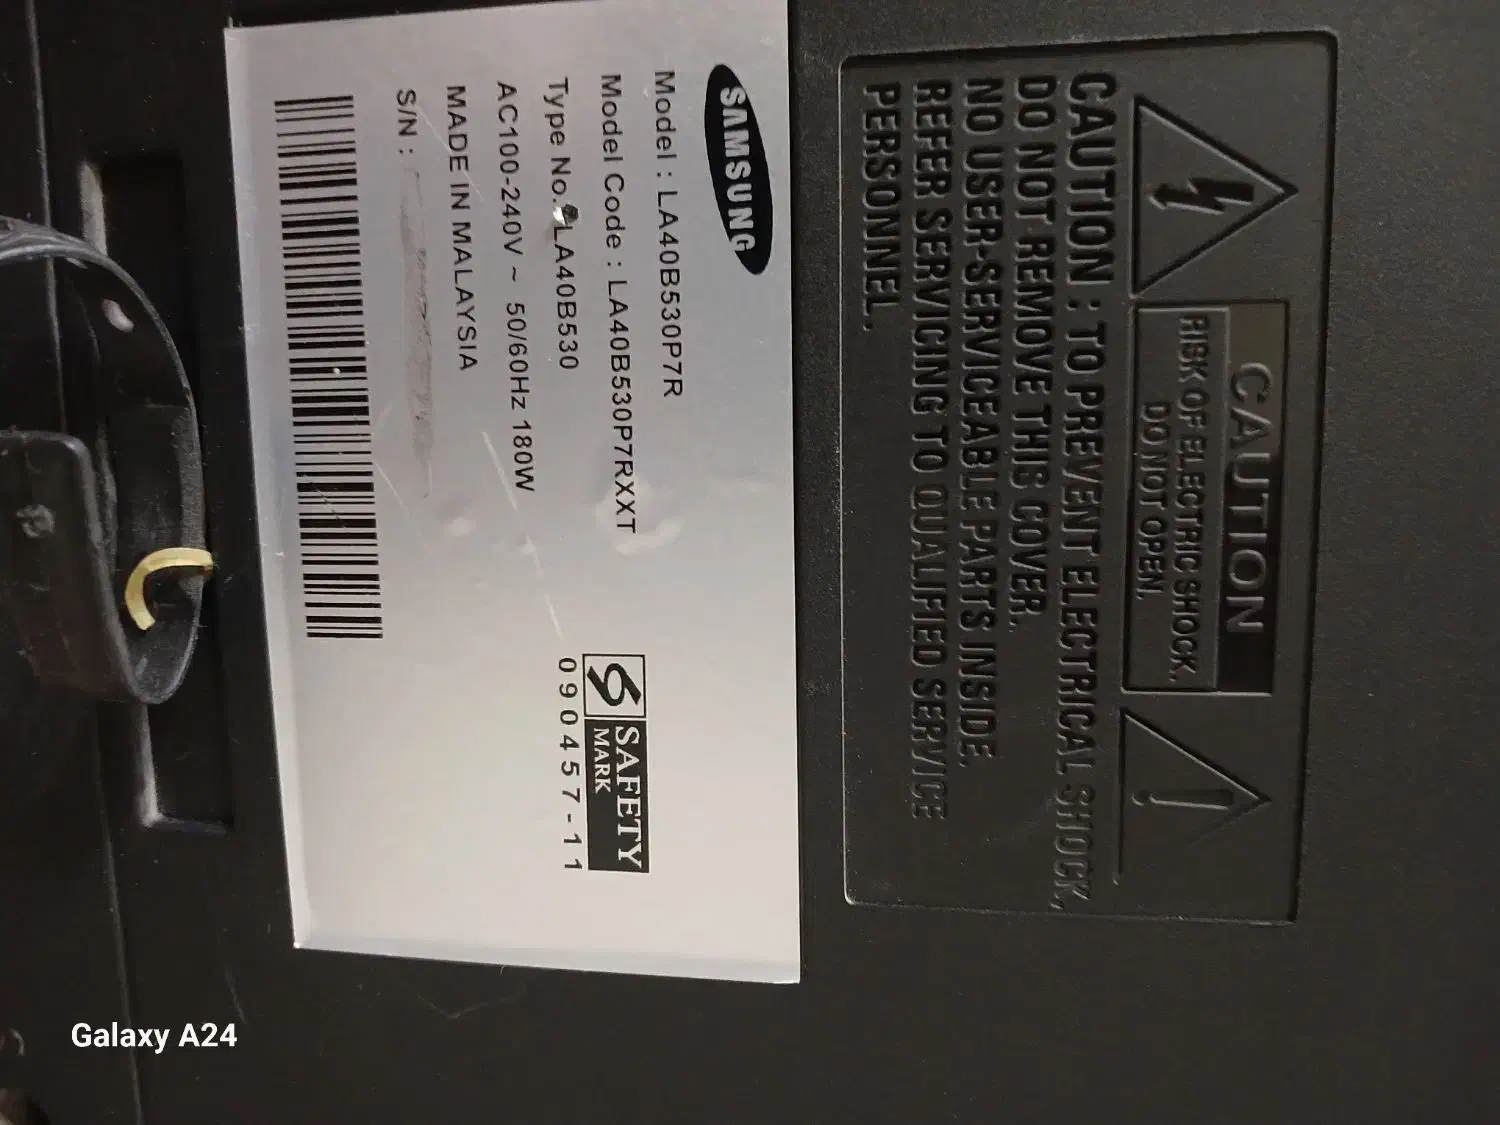 SAMSUNG
Model : LA40B530P7R
Model Code : LA40B530P7RXXT
Type No. LA40B530
AC100-240V ~ 50/60Hz 180W
MADE IN MALAYSIA
S/N :
SAFETY
MARK
090457-11
CAUTION
RISK OF ELECTRIC SHOCK.
DO NOT OPEN.
CAUTION : TO PREVENT ELECTRICAL SHOCK,
DO NOT REMOVE THIS COVER.
NO USER-SERVICEABLE PARTS INSIDE.
REFER SERVICING TO QUALIFIED SERVICE
PERSONNEL.
Galaxy A24